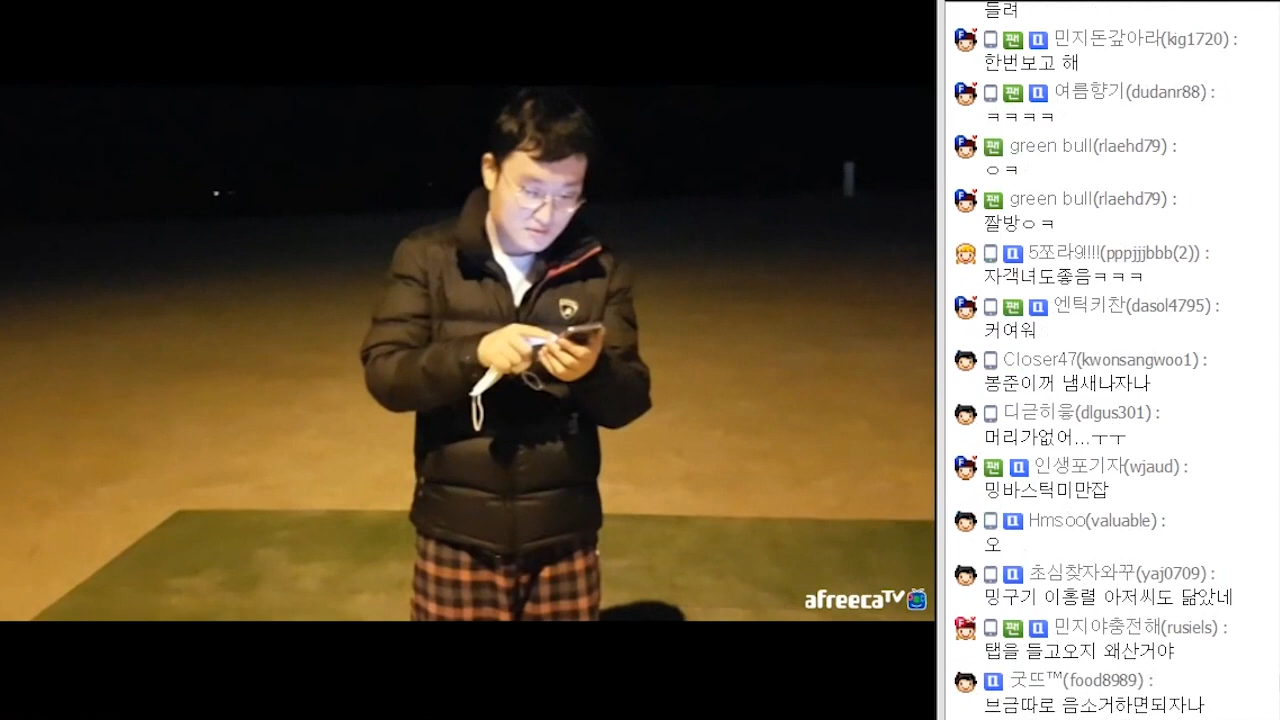 들려
민지돈갚아라(kig1720) :
한번보고 해
여름향기(dudanr88) :
ㅋㅋㅋㅋ
green bull(rlaehd79) :
ㅇㅋ
green bull(rlaehd79) :
짤방ㅇㅋ
5쪼라9!!!!(pppjjjbbb(2)) :
자객녀도좋음ㅋㅋㅋ
엔틱키찬(dasol4795) :
커여워
Closer47(kwonsangwoo1) :
봉준이꺼 냄새나자나
디귿히읗(dlgus301) :
머리가없어...ㅜㅜ
인생포기자(wjaud) :
밍바스틱미만잡
Hmsoo(valuable) :
오
초심찾자와꾸(yaj0709) :
밍구기 이홍렬 아저씨도 닮았네
민지야충전해(rusiels) :
탭을 들고오지 왜산거야
굿뜨™(food8989) :
브금따로 음소거하면되자나
afreecaTV